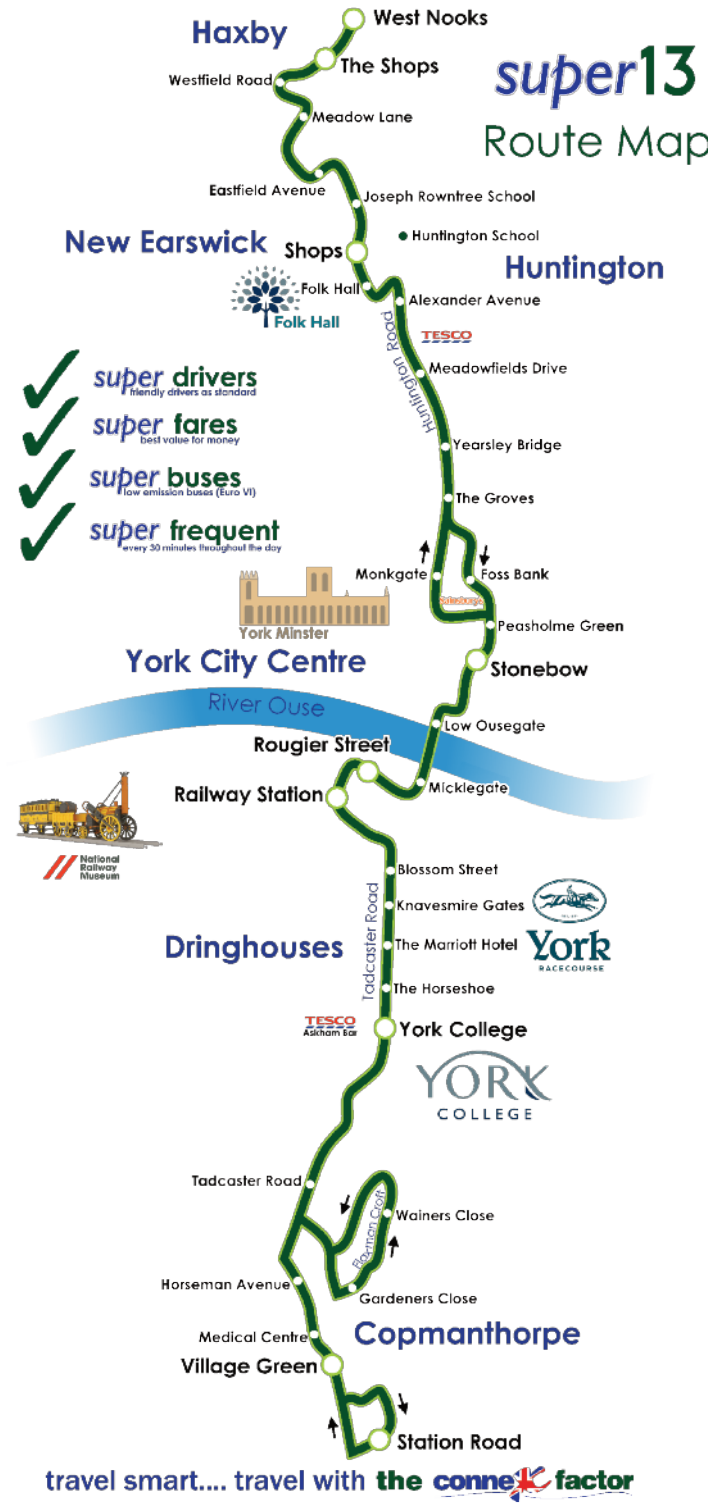 West Nooks
Haxby
The Shops
super13
Route Map
Westfield Road
Meadow Lane
Eastfield Avenue
Joseph Rowntree School
New Earswick
Shops
Huntington School
Huntington
Folk Hall
Folk Hall
Alexander Avenue
TESCO
Huntington Road
Meadowfields Drive
super drivers
friendly drivers as standard
super fares
best value for money
super buses
low emission buses (Euro VI)
super frequent
every 30 minutes throughout the day
Yearsley Bridge
The Groves
Monkgate
Foss Bank
Sainsbury's
York Minster
Peasholme Green
York City Centre
Stonebow
River Ouse
Low Ousegate
Rougier Street
Railway Station
Micklegate
National
Railway
Museum
Blossom Street
Knavesmire Gates
Tadcaster Road
Dringhouses
The Marriott Hotel
York
RACECOURSE
The Horseshoe
TESCO
Askham Bar
York College
YORK
COLLEGE
Tadcaster Road
Wainers Close
Flaxman Croft
Horseman Avenue
Gardeners Close
Medical Centre
Copmanthorpe
Village Green
Station Road
travel smart.... travel with the connex factor